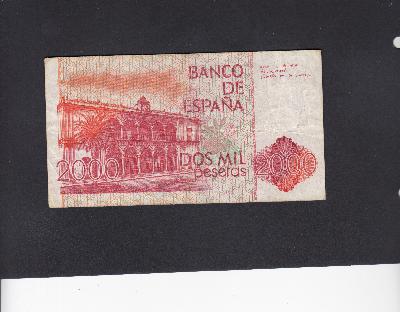 BANCO
DE
ESPAÑA
2000
DOS MIL
pesetas
2000